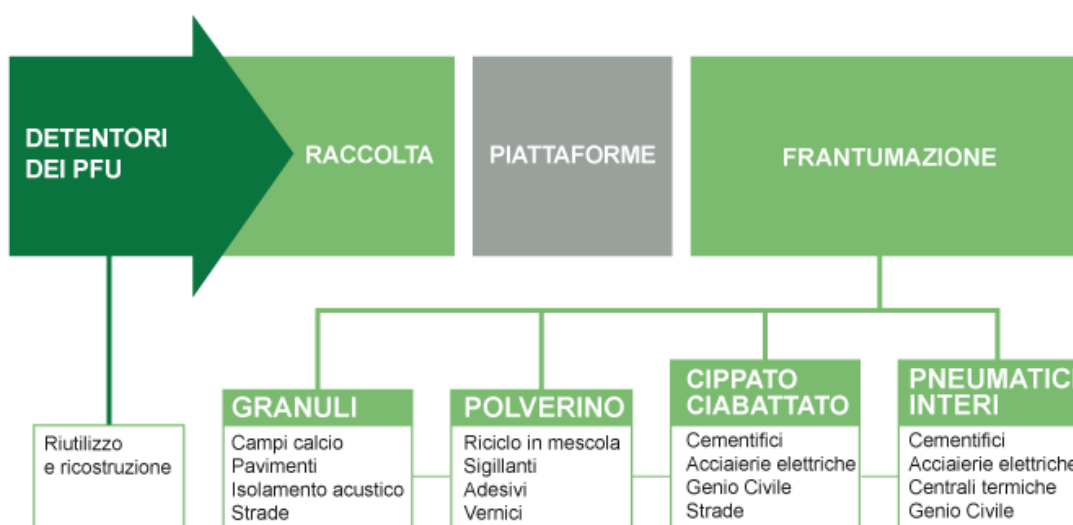 DETENTORI
DEI PFU
RACCOLTA
PIATTAFORME
FRANTUMAZIONE
Riutilizzo
e ricostruzione
GRANULI
Campi calcio
Pavimenti
Isolamento acustico
Strade
POLVERINO
Riciclo in mescola
Sigillanti
Adesivi
Vernici
CIPPATO
CIABATTATO
Cementifici
Acciaierie elettriche
Genio Civile
Strade
PNEUMATICI
INTERI
Cementifici
Acciaierie elettriche
Centrali termiche
Genio Civile